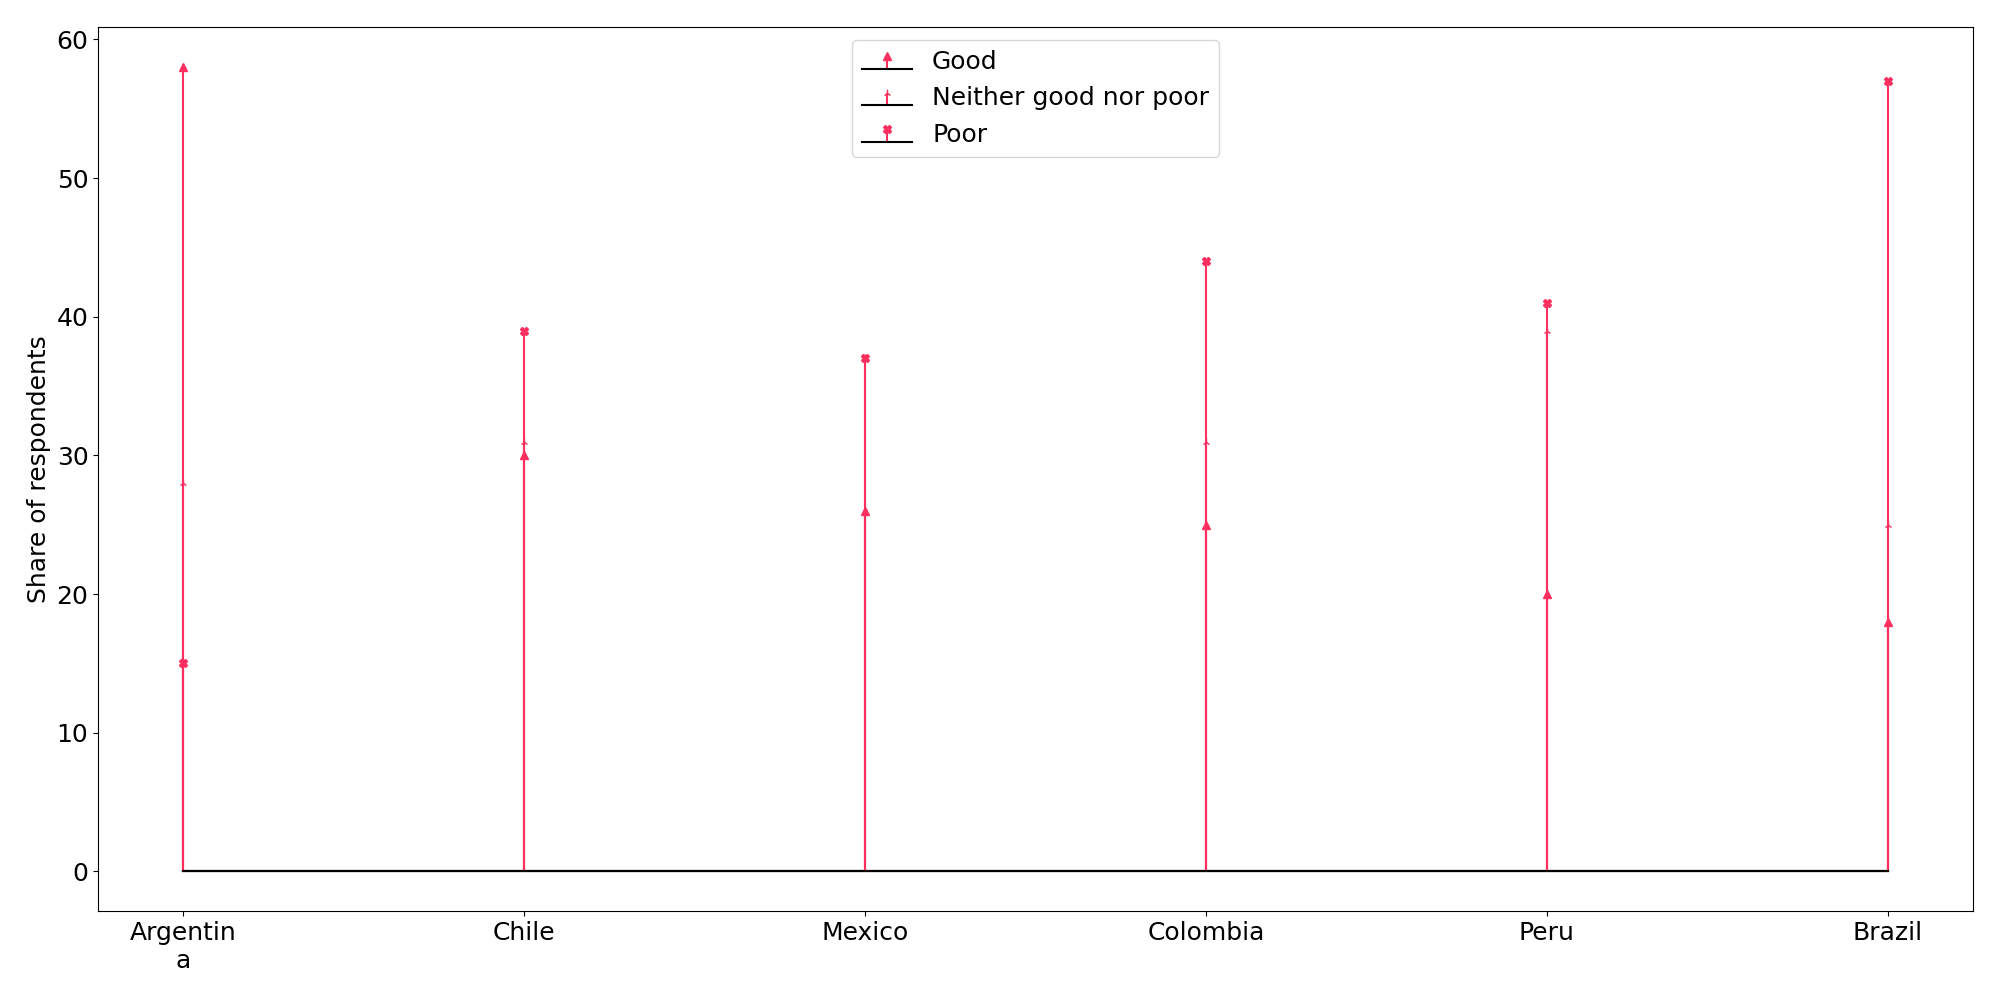 60
50
40
30
20
10
0
Share of respondents
Good
Neither good nor poor
Poor
Argentin
a
Chile
Mexico
Colombia
Peru
Brazil